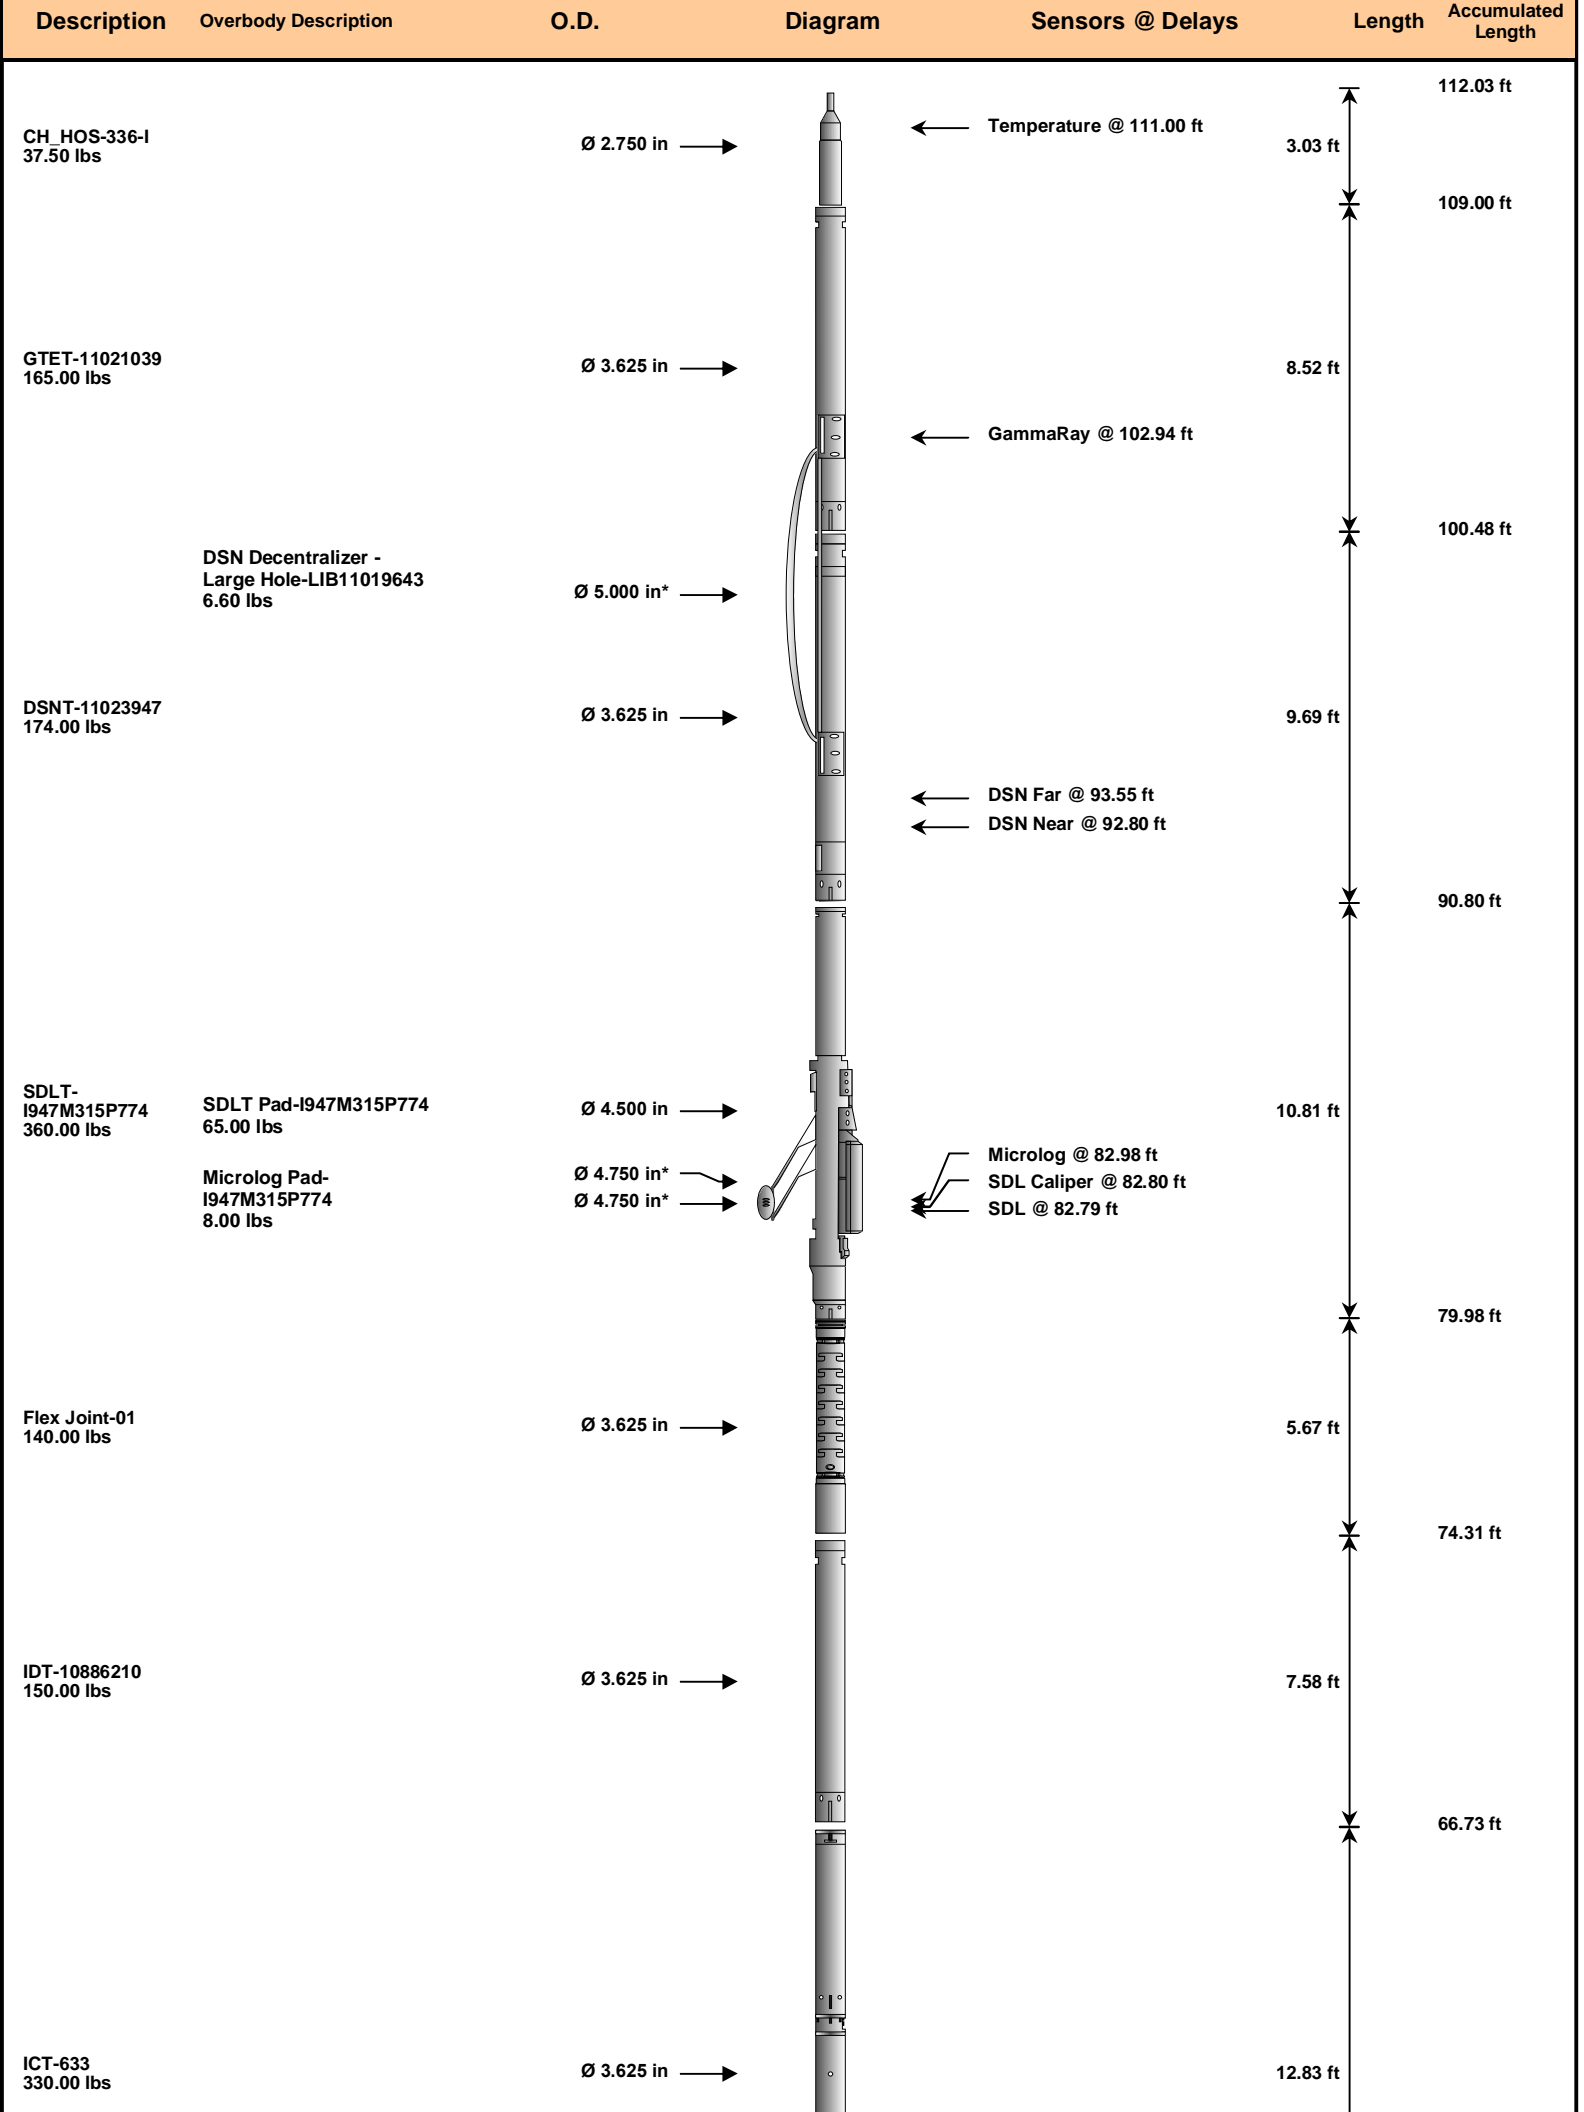 Description Overbody Description O.D. Diagram Sensors @ Delays Length Accumulated
Length
112.03 ft
Temperature @ 111.00 ft
CH_HOS-336-I
37.50 lbs
Ø 2.750 in
3.03 ft
109.00 ft
GTET-11021039
165.00 lbs
Ø 3.625 in
8.52 ft
GammaRay @ 102.94 ft
100.48 ft
DSN Decentralizer -
Large Hole-LIB11019643
6.60 lbs
Ø 5.000 in*
DSNT-11023947
174.00 lbs
Ø 3.625 in
9.69 ft
DSN Far @ 93.55 ft
DSN Near @ 92.80 ft
90.80 ft
SDLT-
I947M315P774
360.00 lbs
SDLT Pad-I947M315P774
65.00 lbs
Ø 4.500 in
10.81 ft
Microlog Pad-
I947M315P774
8.00 lbs
Ø 4.750 in*
Ø 4.750 in*
Microlog @ 82.98 ft
SDL Caliper @ 82.80 ft
SDL @ 82.79 ft
79.98 ft
Flex Joint-01
140.00 lbs
Ø 3.625 in
5.67 ft
74.31 ft
IDT-10886210
150.00 lbs
Ø 3.625 in
7.58 ft
66.73 ft
ICT-633
330.00 lbs
Ø 3.625 in
12.83 ft